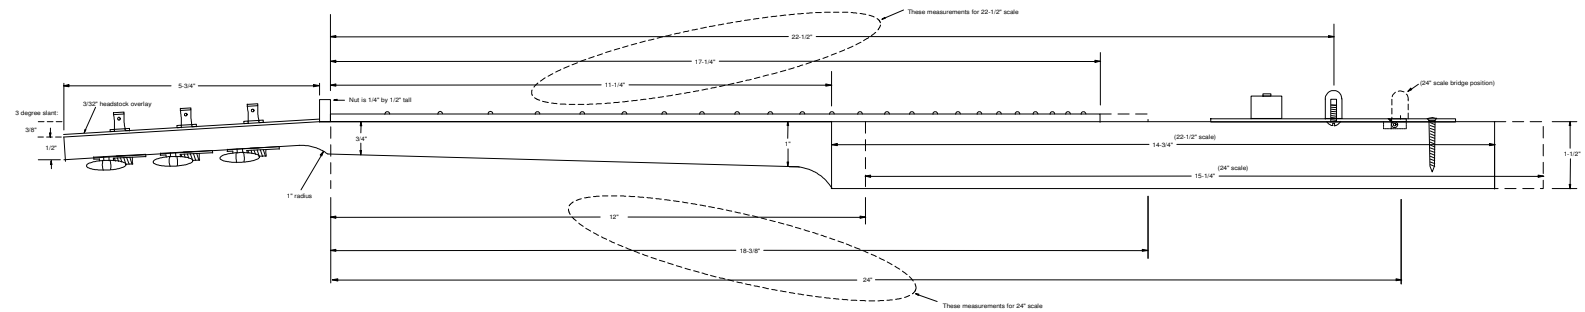 These measurements for 22-1/2" scale
22-1/2"
17-1/4"
5-3/4"
11-1/4"
(24" scale bridge position)
3/32" headstock overlay
Nut is 1/4" by 1/2" tall
3 degree slant:
3/8"
1/2"
3/4"
1"
(22-1/2" scale)
14-3/4"
1-1/2"
(24" scale)
15-1/4"
1" radius
12"
18-3/8"
24"
These measurements for 24" scale